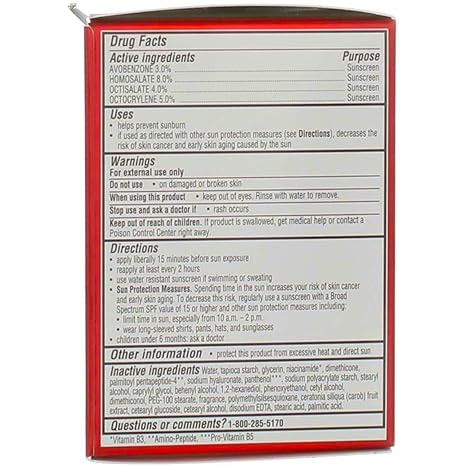 Drug Facts
Active ingredients Purpose
AVOBENZONE 3.0% Sunscreen
HOMOSALATE 8.0% Sunscreen
OCTISALATE 4.0% Sunscreen
OCTOCRYLENE 5.0% Sunscreen
Uses
• helps prevent sunburn
• if used as directed with other sun protection measures (see Directions), decreases the
risk of skin cancer and early skin aging caused by the sun
Warnings
For external use only
Do not use • on damaged or broken skin
When using this product • keep out of eyes. Rinse with water to remove.
Stop use and ask a doctor if • rash occurs
Keep out of reach of children. If product is swallowed, get medical help or contact a
Poison Control Center right away.
Directions
• apply liberally 15 minutes before sun exposure
• reapply at least every 2 hours
• use water resistant sunscreen if swimming or sweating
• Sun Protection Measures. Spending time in the sun increases your risk of skin cancer
and early skin aging. To decrease this risk, regularly use a sunscreen with a Broad
Spectrum SPF value of 15 or higher and other sun protection measures including:
• limit time in sun, especially from 10 a.m. – 2 p.m.
• wear long-sleeved shirts, pants, hats, and sunglasses
• children under 6 months: ask a doctor
Other information • protect this product from excessive heat and direct sun
Inactive ingredients Water, tapioca starch, glycerin, niacinamide*, dimethicone,
palmitoyl pentapeptide-4**, sodium hyaluronate, panthenol***, sodium polyacrylate starch, stearyl
alcohol, caprylyl glycol, behenyl alcohol, 1,2-hexanediol, phenoxyethanol, cetyl alcohol,
dimethiconol, PEG-100 stearate, fragrance, polymethylsilsesquioxane, ceratonia siliqua (carob) fruit
extract, cetearyl glucoside, cetearyl alcohol, disodium EDTA, stearic acid, palmitic acid.
Questions or comments? 1-800-285-5170
*Vitamin B3, **Amino-Peptide, ***Pro-Vitamin B5